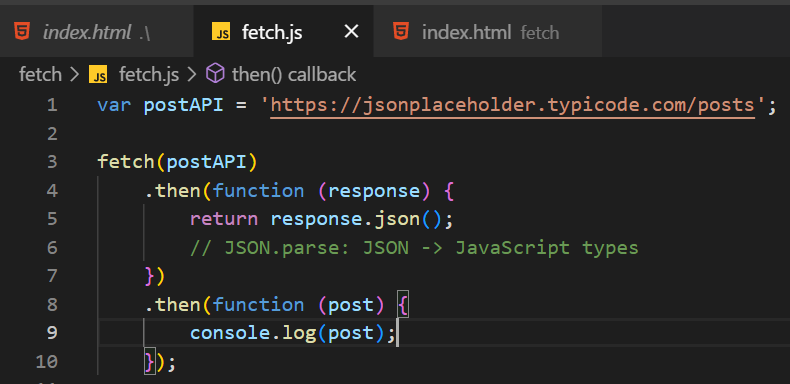 index.html .\
JS fetch.js
index.html fetch
fetch > JS fetch.js > then() callback
1 var postAPI = 'https://jsonplaceholder.typicode.com/posts';
2
3 fetch(postAPI)
4 .then(function (response) {
5 return response.json();
6 // JSON.parse: JSON -> JavaScript types
7 })
8 .then(function (post) {
9 console.log(post);
10 });